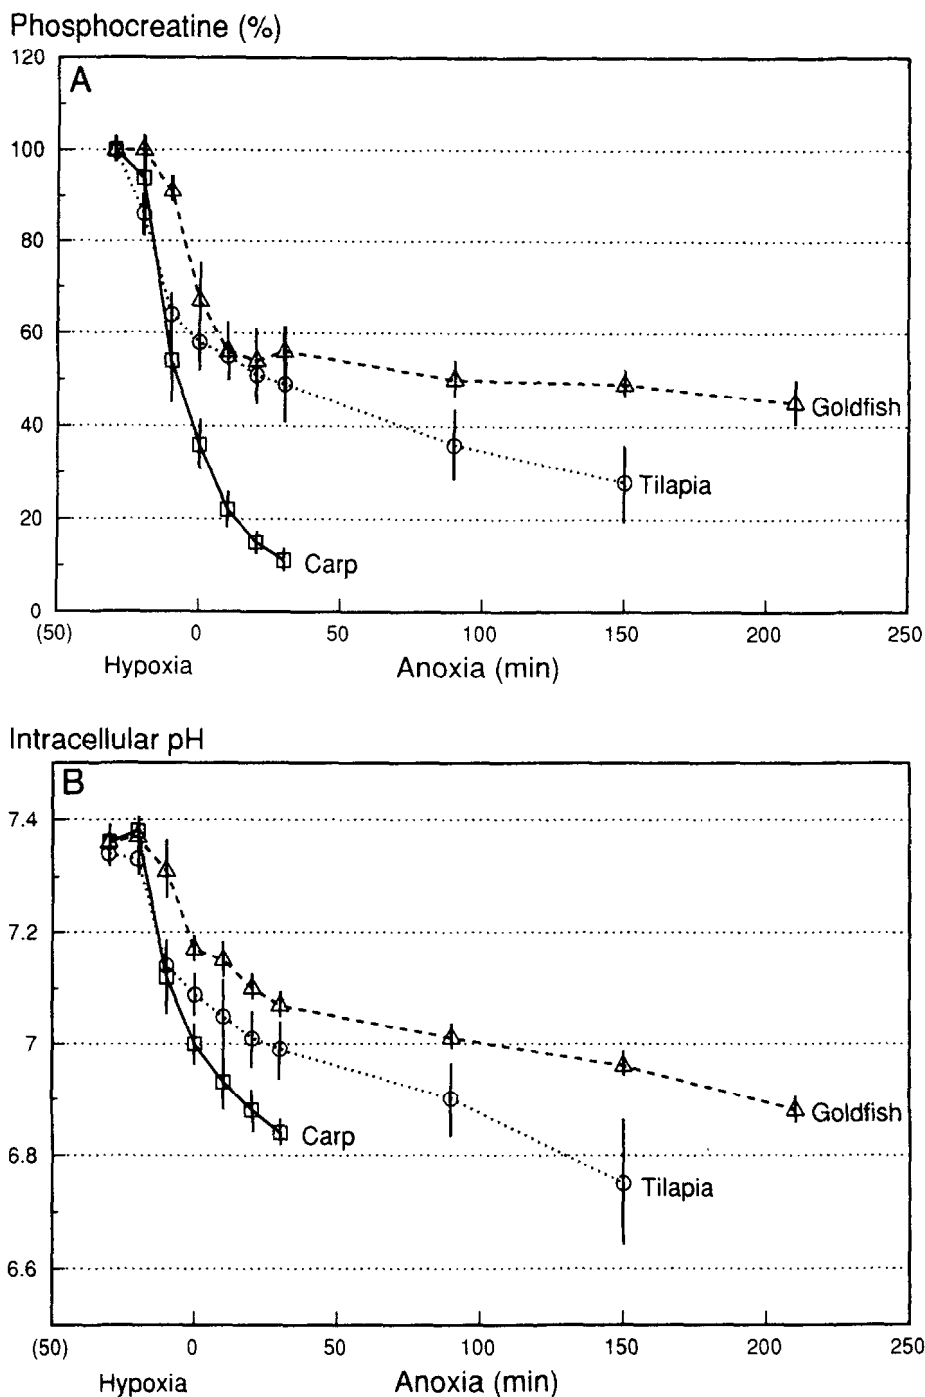 Phosphocreatine (%)
120
A
100
80
60
40
20
0
Goldfish
Tilapia
Carp
(50) 0 50 100 150 200 250
Hypoxia Anoxia (min)
Intracellular pH
B
7.4
7.2
7
6.8
6.6
Goldfish
Carp
Tilapia
(50) 0 50 100 150 200 250
Hypoxia Anoxia (min)